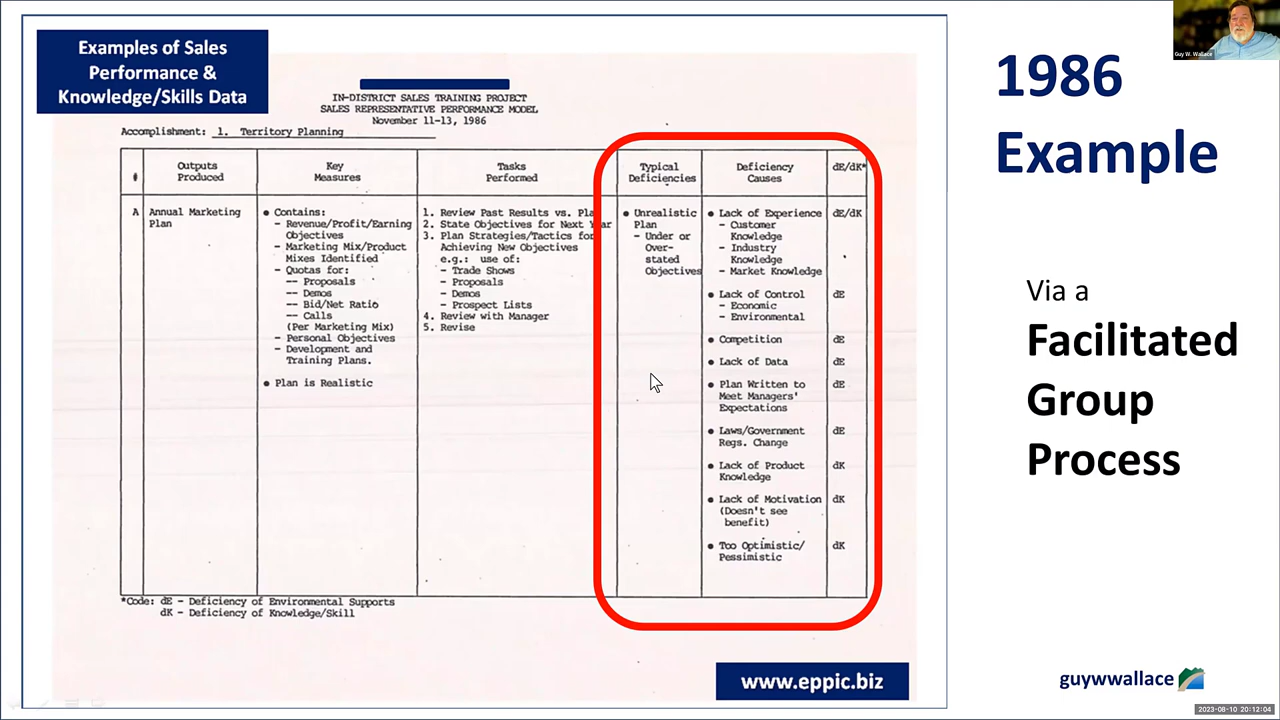 Examples of Sales
Performance &
Knowledge/Skills Data
IN-DISTRICT SALES TRAINING PROJECT
SALES REPRESENTATIVE PERFORMANCE MODEL
November 11-13, 1986
Accomplishment: 1. Territory Planning
#
Outputs
Produced
Key
Measures
Tasks
Performed
Typical
Deficiencies
Deficiency
Causes
dE/dK*
A
Annual Marketing
Plan
● Contains:
- Revenue/Profit/Earning
Objectives
- Marketing Mix/Product
Mixes Identified
- Quotas for:
-- Proposals
-- Demos
-- Bid/Net Ratio
-- Calls
(Per Marketing Mix)
- Personal Objectives
- Development and
Training Plans.
● Plan is Realistic
1. Review Past Results vs. Pla
2. State Objectives for Next Year
3. Plan Strategies/Tactics for
Achieving New Objectives
e.g.: use of:
- Trade Shows
- Proposals
- Demos
- Prospect Lists
4. Review with Manager
5. Revise
● Unrealistic
Plan
- Under or
Over-
stated
Objectives
● Lack of Experience dE/dK
- Customer
Knowledge
- Industry
Knowledge
- Market Knowledge
● Lack of Control dE
- Economic
- Environmental
● Competition dE
● Lack of Data dE
● Plan Written to dE
Meet Managers'
Expectations
● Laws/Government dE
Regs. Change
● Lack of Product dK
Knowledge
● Lack of Motivation dK
(Doesn't see
benefit)
● Too Optimistic/ dK
Pessimistic
*Code: dE - Deficiency of Environmental Supports
dK - Deficiency of Knowledge/Skill
www.eppic.biz
1986
Example
Via a
Facilitated
Group
Process
guywwallace
Guy W. Wallace
2023-08-10 20:12:04